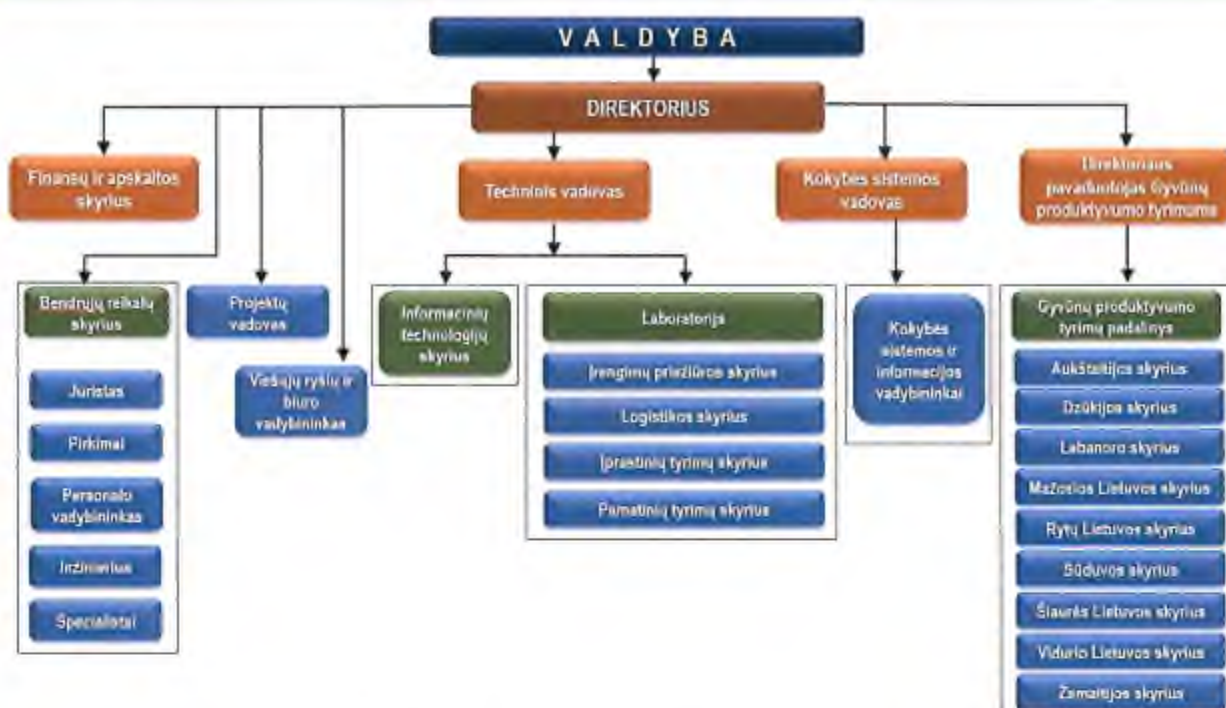 VALDYBA
DIREKTORIUS
Finansų ir apskaitos
skyrius
Techninis vadovas
Kokybės sistemos
vadovas
Direktoriaus
pavaduotojas Gyvūnų
produktyvumo tyrimams
Bendrųjų reikalų
skyrius
Juristas
Pirkimai
Personalo
vadybininkas
Inžinierius
Specialistai
Projektų
vadovas
Viešųjų ryšių ir
biuro
vadybininkas
Informacinių
technologijų
skyrius
Laboratorija
Įrengimų priežiūros skyrius
Logistikos skyrius
Įprastinių tyrimų skyrius
Pamatinių tyrimų skyrius
Kokybės
sistemos ir
informacijos
vadybininkai
Gyvūnų produktyvumo
tyrimų padalinys
Aukštaitijos skyrius
Dzūkijos skyrius
Labanoro skyrius
Mažosios Lietuvos skyrius
Rytų Lietuvos skyrius
Sūduvos skyrius
Šiaurės Lietuvos skyrius
Vidurio Lietuvos skyrius
Žemaitijos skyrius